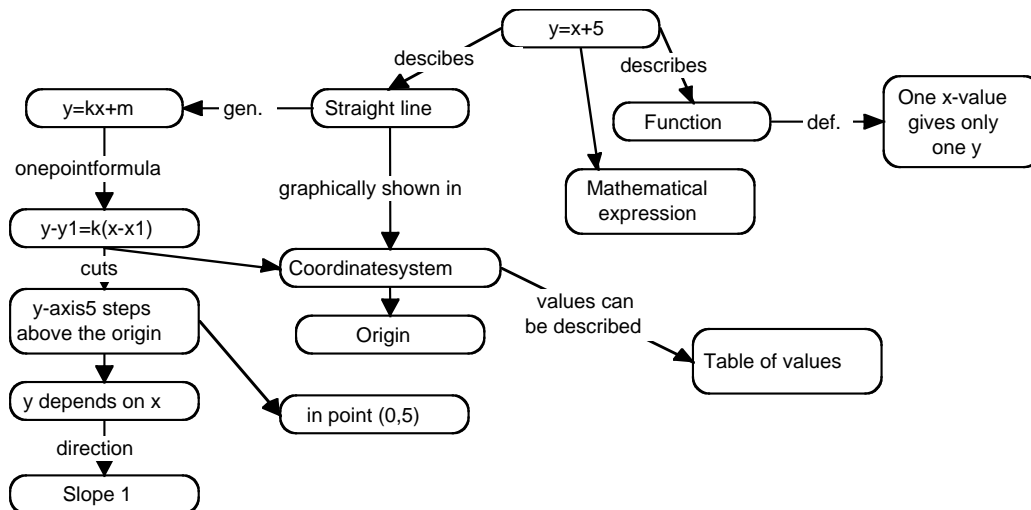 y=x+5
descibes
describes
y=kx+m
gen.
Straight line
Function
def.
One x-value
gives only
one y
onepointformula
graphically shown in
Mathematical
expression
y-y1=k(x-x1)
cuts
Coordinatesystem
y-axis5 steps
above the origin
Origin
values can
be described
Table of values
y depends on x
in point (0,5)
direction
Slope 1